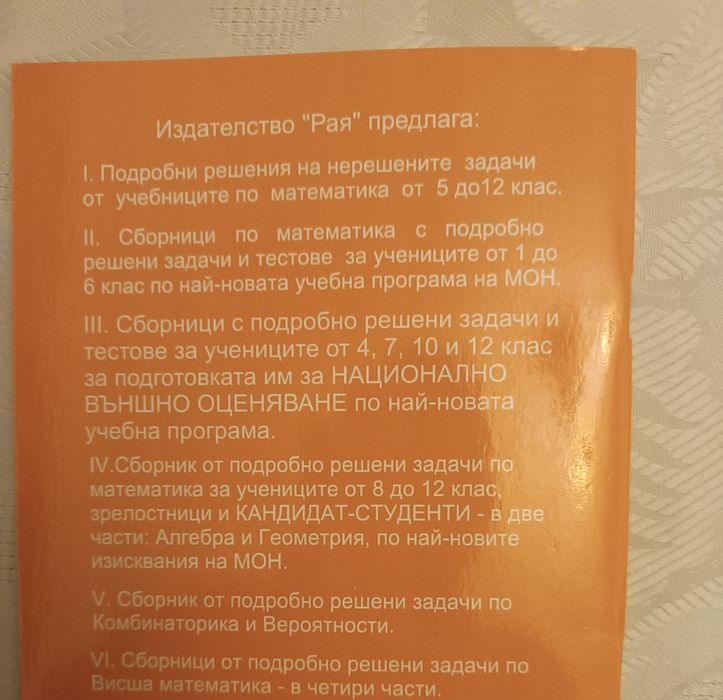 Издателство "Рая" предлага:
I. Подробни решения на нерешените задачи
от учебниците по математика от 5 до12 клас.
II. Сборници по математика с подробно
решени задачи и тестове за учениците от 1 до
6 клас по най-новата учебна програма на МОН.
III. Сборници с подробно решени задачи и
тестове за учениците от 4, 7, 10 и 12 клас
за подготовката им за НАЦИОНАЛНО
ВЪНШНО ОЦЕНЯВАНЕ по най-новата
учебна програма.
IV.Сборник от подробно решени задачи по
математика за учениците от 8 до 12 клас,
зрелостници и КАНДИДАТ-СТУДЕНТИ - в две
части: Алгебра и Геометрия, по най-новите
изисквания на МОН.
V. Сборник от подробно решени задачи по
Комбинаторика и Вероятности.
VI. Сборници от подробно решени задачи по
Висша математика - в четири части.